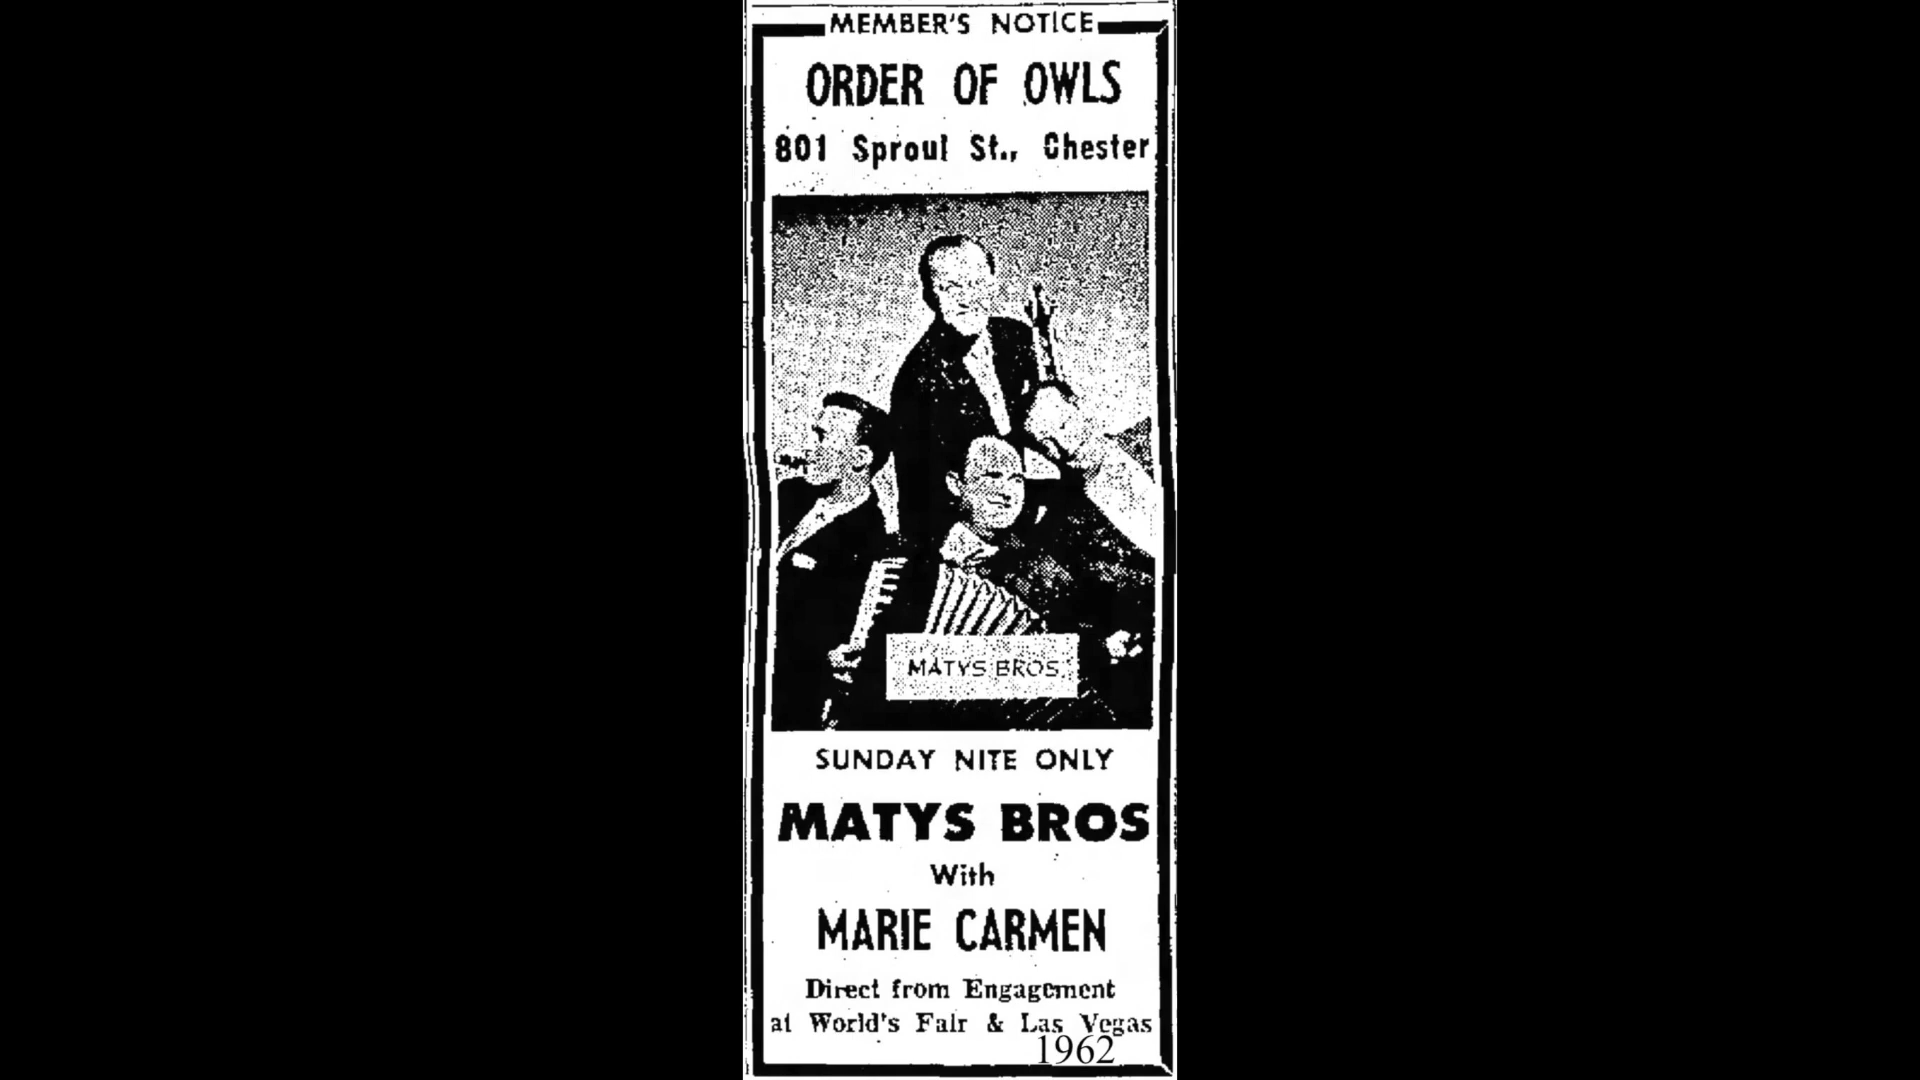 MEMBER'S NOTICE
ORDER OF OWLS
801 Sproul St., Chester
MATYS BROS.
SUNDAY NITE ONLY
MATYS BROS
With
MARIE CARMEN
Direct from Engagement
at World's Fair & Las Vegas
1962